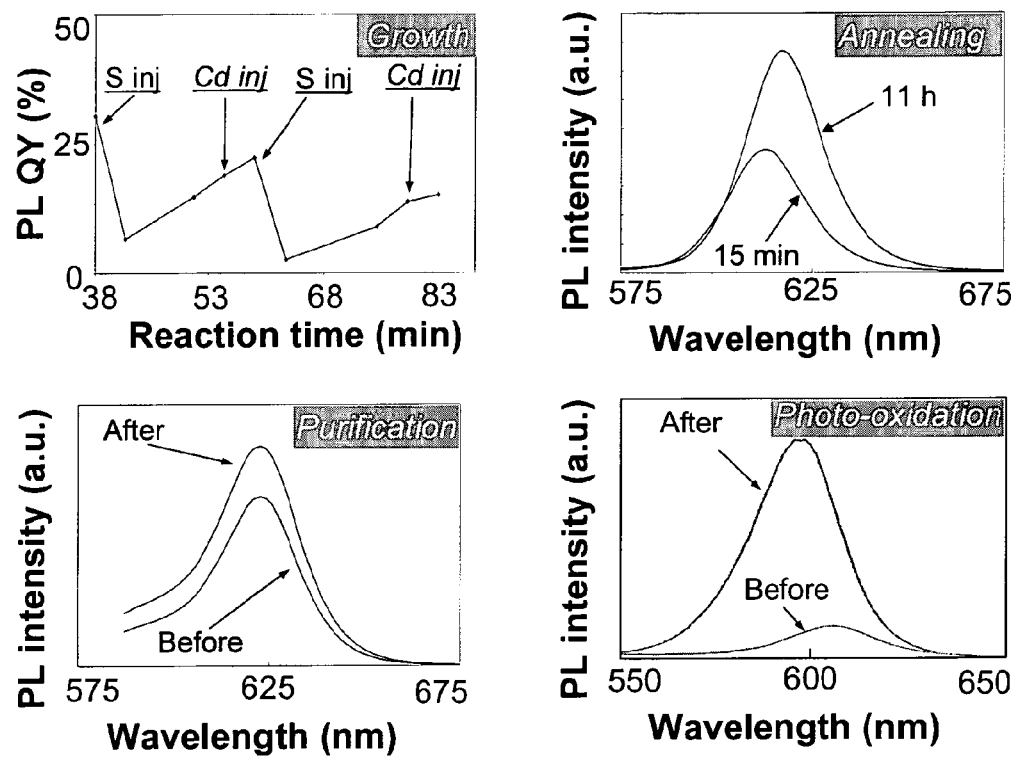 50
Growth
S inj
Cd inj
S inj
Cd inj
PL QY (%)
25
0
38
53
68
83
Reaction time (min)
Annealing
PL intensity (a.u.)
11 h
15 min
575
625
675
Wavelength (nm)
Purification
After
PL intensity (a.u.)
Before
575
625
675
Wavelength (nm)
Photo-oxidation
After
PL intensity (a.u.)
Before
550
600
650
Wavelength (nm)